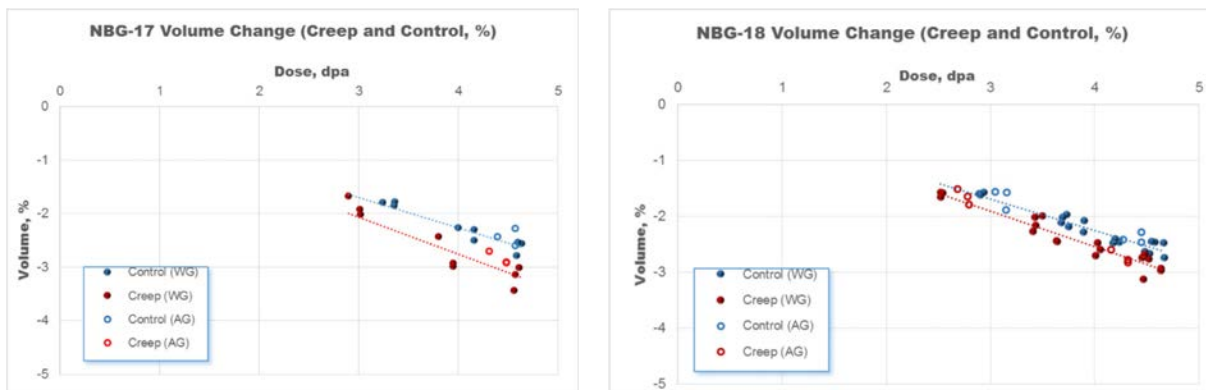 NBG-17 Volume Change (Creep and Control, %)
Dose, dpa
0 1 2 3 4 5
0
-1
-2
-3
-4
-5
Volume, %
Control (WG)
Creep (WG)
Control (AG)
Creep (AG)
NBG-18 Volume Change (Creep and Control, %)
Dose, dpa
0 1 2 3 4 5
0
-1
-2
-3
-4
-5
Volume, %
Control (WG)
Creep (WG)
Control (AG)
Creep (AG)